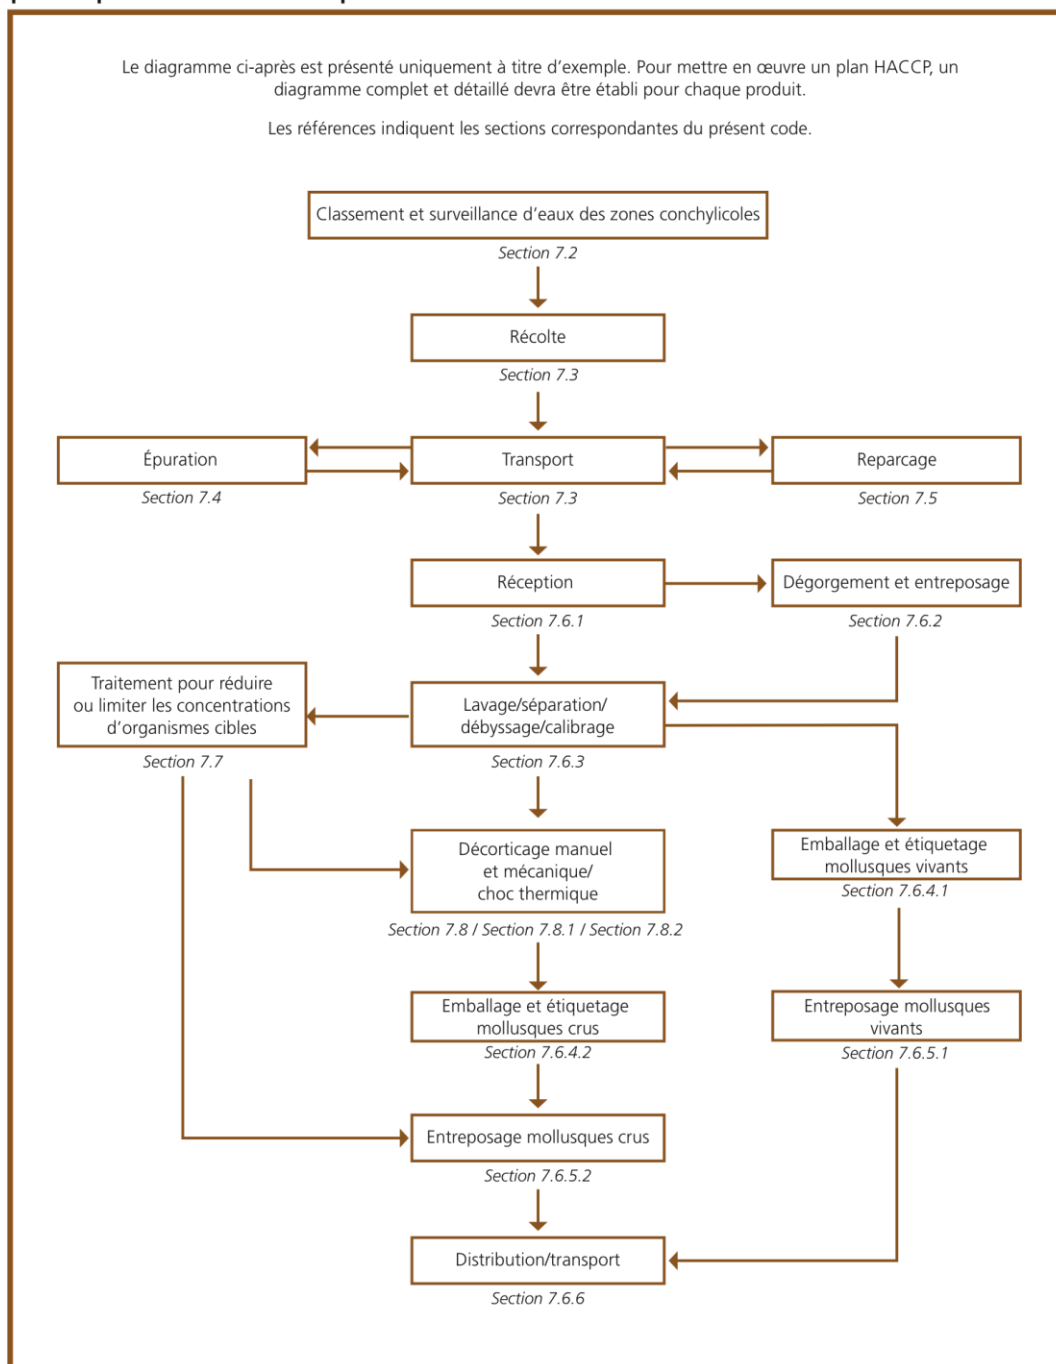 Le diagramme ci-après est présenté uniquement à titre d'exemple. Pour mettre en œuvre un plan HACCP, un
diagramme complet et détaillé devra être établi pour chaque produit.
Les références indiquent les sections correspondantes du présent code.
Classement et surveillance d'eaux des zones conchylicoles
Section 7.2
Récolte
Section 7.3
Épuration
Section 7.4
Transport
Section 7.3
Reparcage
Section 7.5
Réception
Section 7.6.1
Dégorgement et entreposage
Section 7.6.2
Traitement pour réduire
ou limiter les concentrations
d'organismes cibles
Section 7.7
Lavage/séparation/
débyssage/calibrage
Section 7.6.3
Décorticage manuel
et mécanique/
choc thermique
Section 7.8 / Section 7.8.1 / Section 7.8.2
Emballage et étiquetage
mollusques vivants
Section 7.6.4.1
Emballage et étiquetage
mollusques crus
Section 7.6.4.2
Entreposage mollusques
vivants
Section 7.6.5.1
Entreposage mollusques crus
Section 7.6.5.2
Distribution/transport
Section 7.6.6